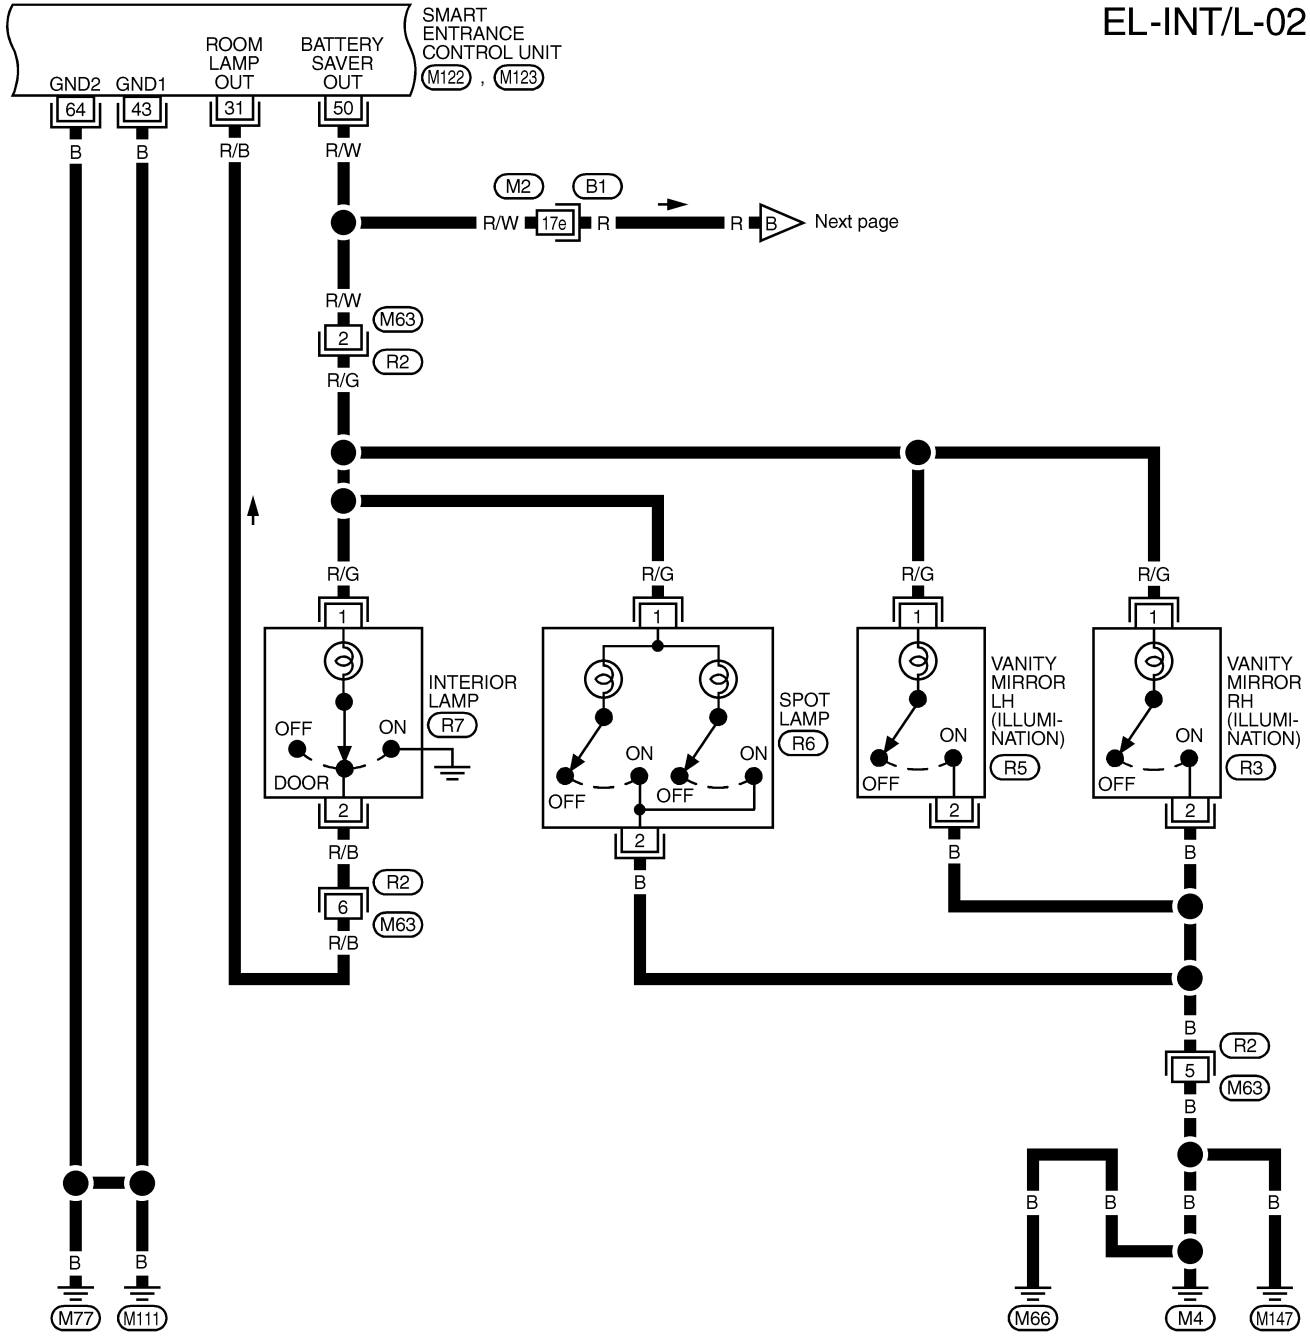 EL-INT/L-02
SMART
ENTRANCE
CONTROL UNIT
M122 , M123
GND2
GND1
ROOM
LAMP
OUT
BATTERY
SAVER
OUT
64
43
31
50
B
B
R/B
R/W
M2
B1
R/W
17e
R
R
B
Next page
R/W
M63
2
R2
R/G
R/G
R/G
R/G
R/G
1
1
1
1
INTERIOR
LAMP
R7
OFF
ON
DOOR
SPOT
LAMP
R6
ON
ON
OFF
OFF
VANITY
MIRROR
LH
(ILLUMI-
NATION)
R5
ON
OFF
VANITY
MIRROR
RH
(ILLUMI-
NATION)
R3
ON
OFF
2
2
2
2
R/B
B
B
B
R2
6
M63
R/B
B
R2
5
M63
B
B
B
B
B
B
B
M77
M111
M66
M4
M147